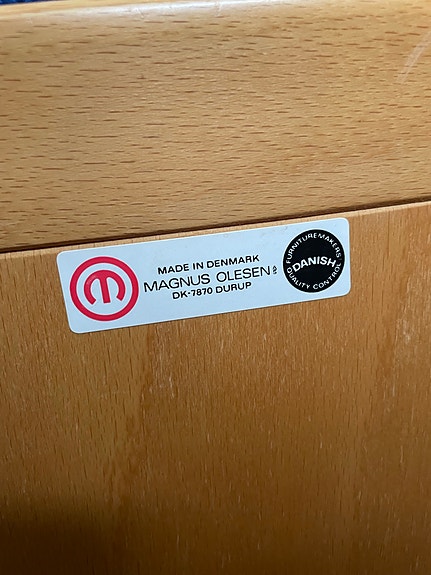 MADE IN DENMARK
MAGNUS OLESEN A/S
DK-7870 DURUP
FURNITUREMAKERS
DANISH
QUALITY CONTROL